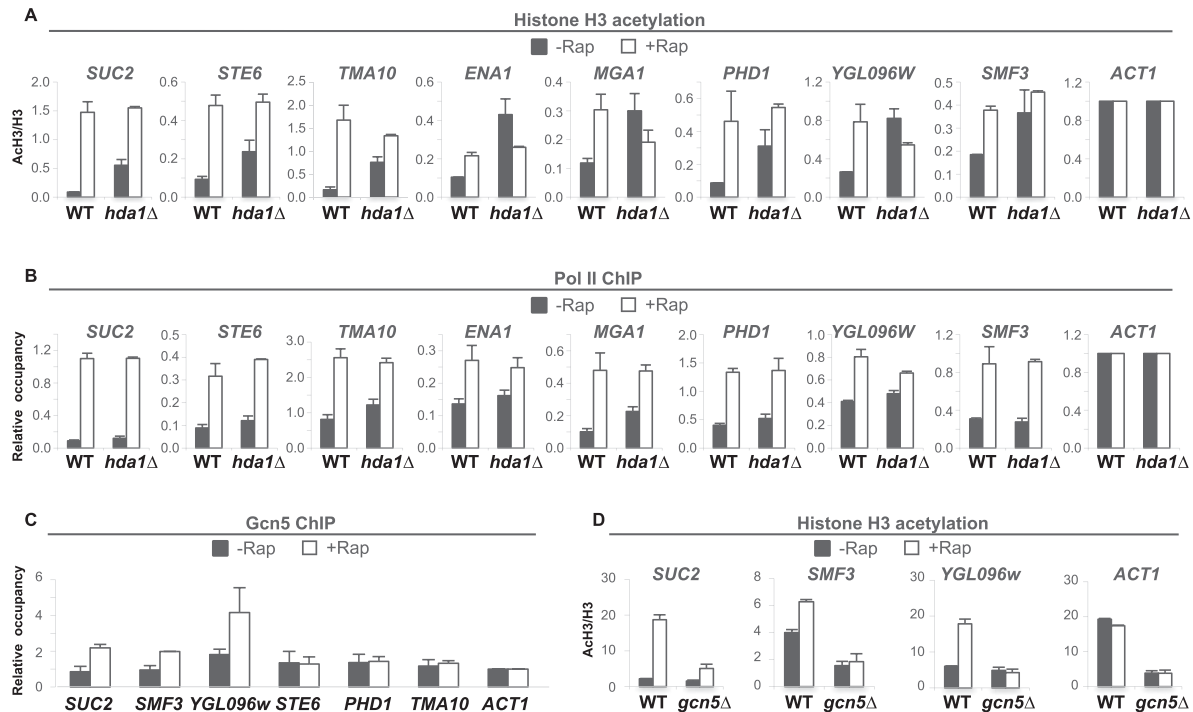 A
Histone H3 acetylation
-Rap +Rap
SUC2 STE6 TMA10 ENA1 MGA1 PHD1 YGL096W SMF3 ACT1
AcH3/H3
2.0 1.5 1.0 0.5 0.0
0.6 0.4 0.2 0.0
2.5 2.0 1.5 1.0 0.5 0.0
0.6 0.4 0.2 0.0
0.4 0.3 0.2 0.1 0.0
0.6 0.4 0.2 0.0
1.2 0.8 0.4 0.0
0.5 0.4 0.3 0.2 0.1 0.0
1.2 0.8 0.4 0.0
WT hda1Δ WT hda1Δ WT hda1Δ WT hda1Δ WT hda1Δ WT hda1Δ WT hda1Δ WT hda1Δ WT hda1Δ
B
Pol II ChIP
-Rap +Rap
SUC2 STE6 TMA10 ENA1 MGA1 PHD1 YGL096W SMF3 ACT1
Relative occupancy
1.2 0.8 0.4 0.0
0.5 0.4 0.3 0.2 0.1 0.0
3.0 2.0 1.0 0.0
0.3 0.2 0.1 0.0
0.6 0.4 0.2 0.0
2.0 1.5 1.0 0.5 0.0
1.0 0.8 0.6 0.4 0.2 0.0
1.2 0.8 0.4 0.0
1.2 0.8 0.4 0.0
WT hda1Δ WT hda1Δ WT hda1Δ WT hda1Δ WT hda1Δ WT hda1Δ WT hda1Δ WT hda1Δ WT hda1Δ
C
Gcn5 ChIP
-Rap +Rap
Relative occupancy
6 4 2 0
SUC2 SMF3 YGL096w STE6 PHD1 TMA10 ACT1
D
Histone H3 acetylation
-Rap +Rap
SUC2 SMF3 YGL096w ACT1
AcH3/H3
30 20 10 0
8 6 4 2 0
30 20 10 0
30 20 10 0
WT gcn5Δ WT gcn5Δ WT gcn5Δ WT gcn5Δ